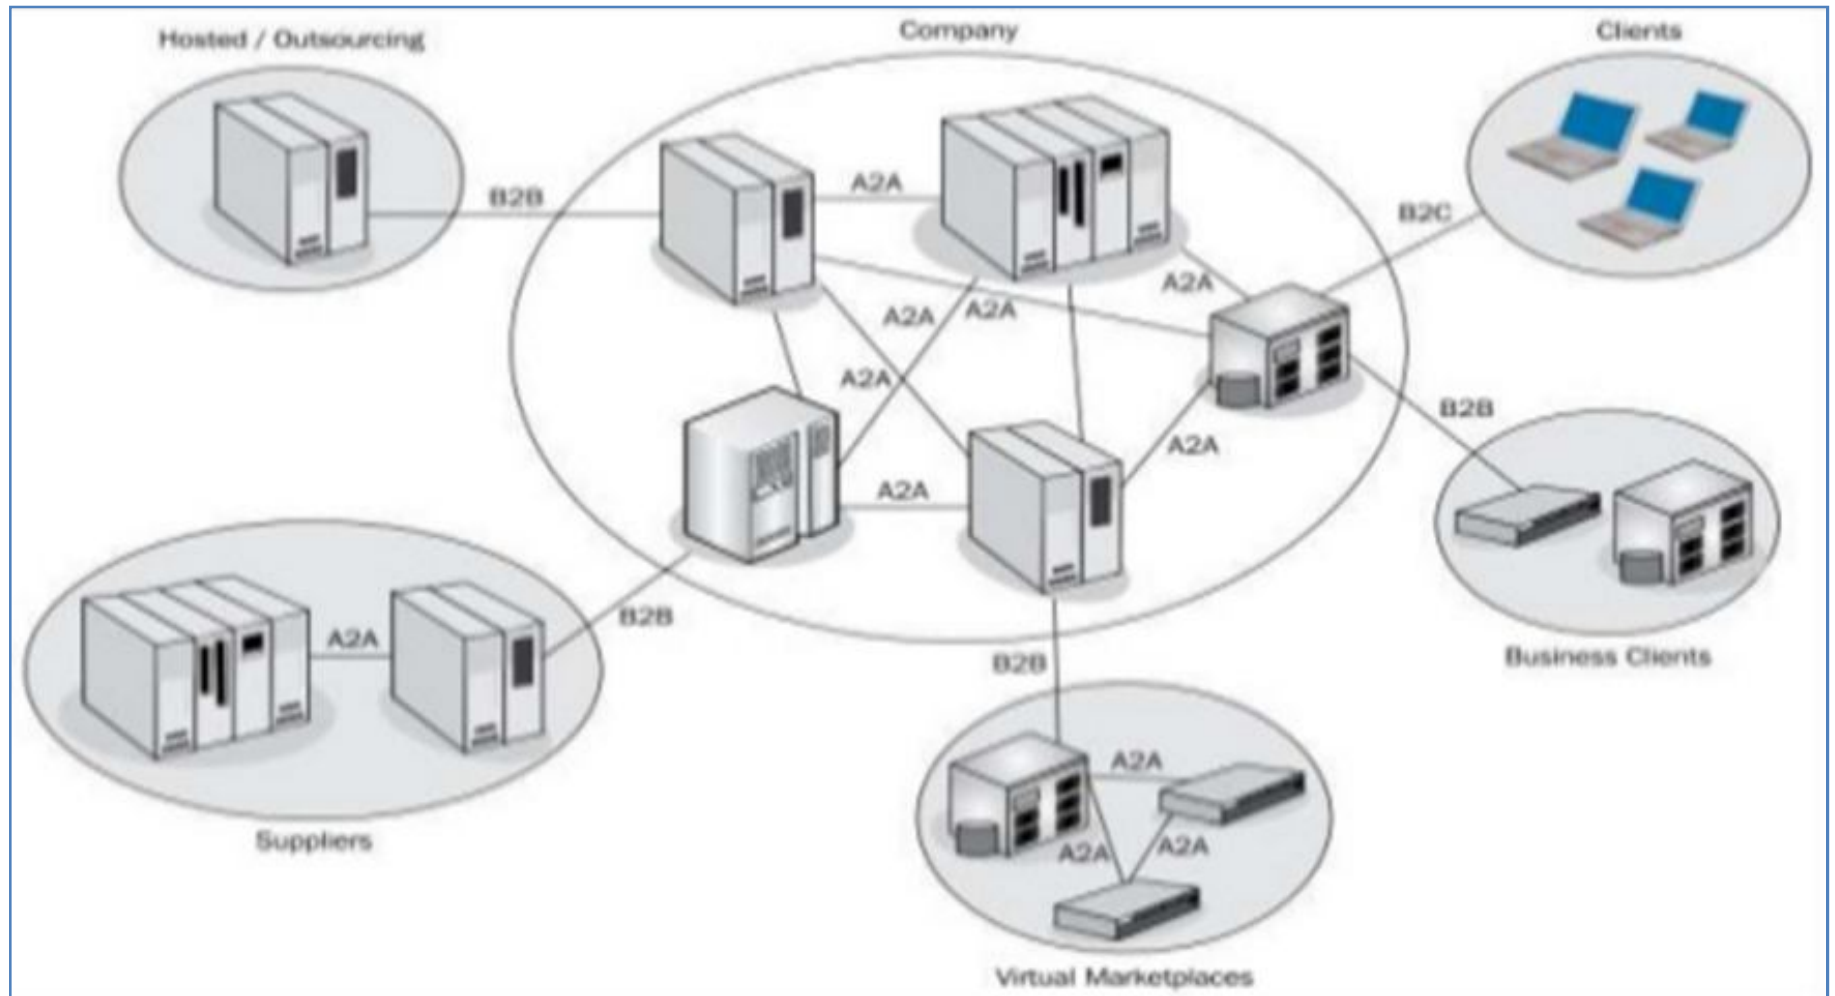 Hosted / Outsourcing
Company
Clients
B2B
A2A
B2C
A2A
A2A
A2A
A2A
B2B
A2A
A2A
B2B
A2A
B2B
Business Clients
A2A
A2A
A2A
Suppliers
Virtual Marketplaces